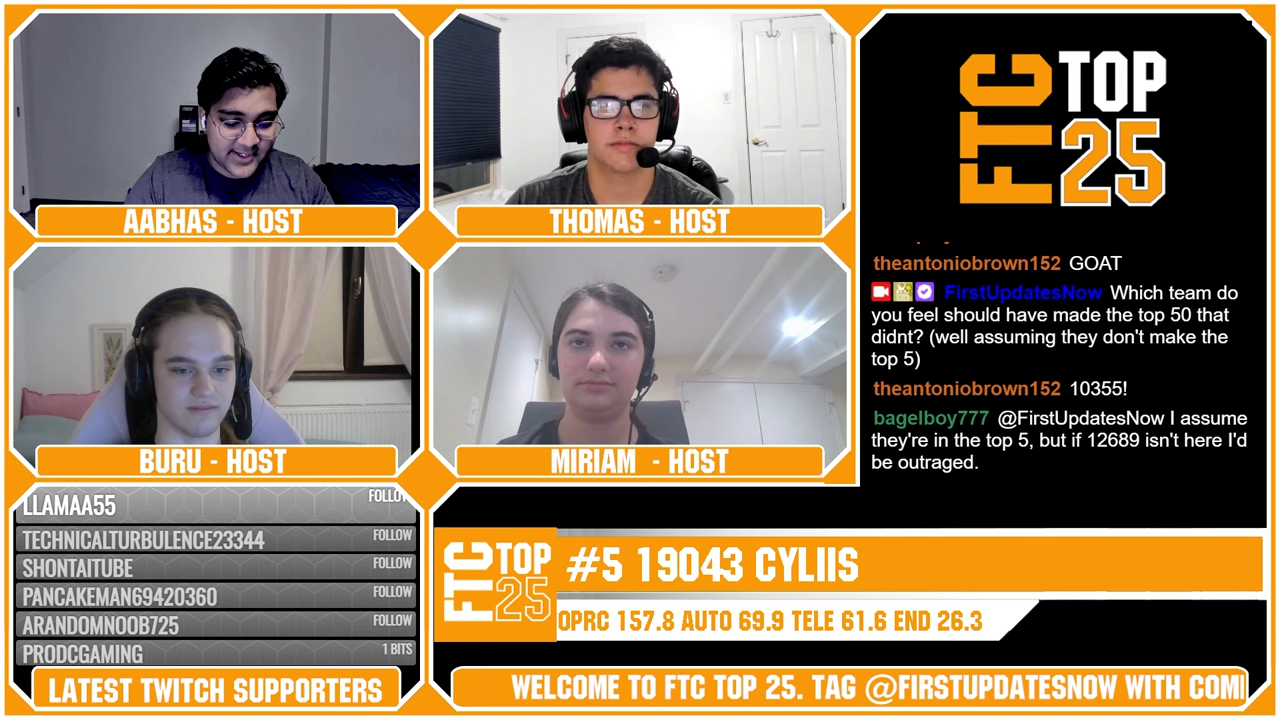 AABHAS - HOST
THOMAS - HOST
FTC TOP 25
theantoniobrown152 GOAT
FirstUpdatesNow Which team do
you feel should have made the top 50 that
didnt? (well assuming they don't make the
top 5)
theantoniobrown152 10355!
bagelboy777 @FirstUpdatesNow I assume
they're in the top 5, but if 12689 isn't here I'd
be outraged.
BURU - HOST
MIRIAM - HOST
LLAMAA55 FOLLOW
TECHNICALTURBULENCE23344 FOLLOW
SHONTAITUBE FOLLOW
PANCAKEMAN69420360 FOLLOW
ARANDOMNOOB725 FOLLOW
PRODCGAMING 1 BITS
LATEST TWITCH SUPPORTERS
FTC TOP 25
#5 19043 CYLIIS
OPRC 157.8 AUTO 69.9 TELE 61.6 END 26.3
WELCOME TO FTC TOP 25. TAG @FIRSTUPDATESNOW WITH COM